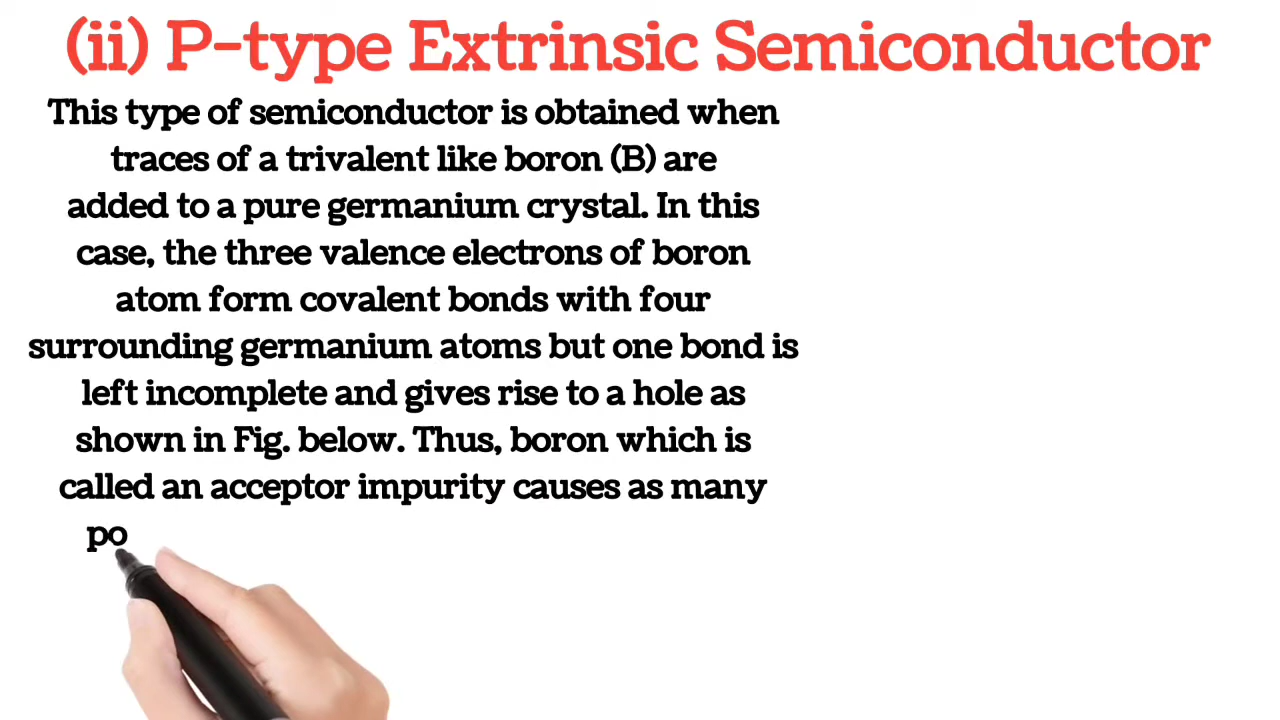 (ii) P-type Extrinsic Semiconductor
This type of semiconductor is obtained when
traces of a trivalent like boron (B) are
added to a pure germanium crystal. In this
case, the three valence electrons of boron
atom form covalent bonds with four
surrounding germanium atoms but one bond is
left incomplete and gives rise to a hole as
shown in Fig. below. Thus, boron which is
called an acceptor impurity causes as many
po